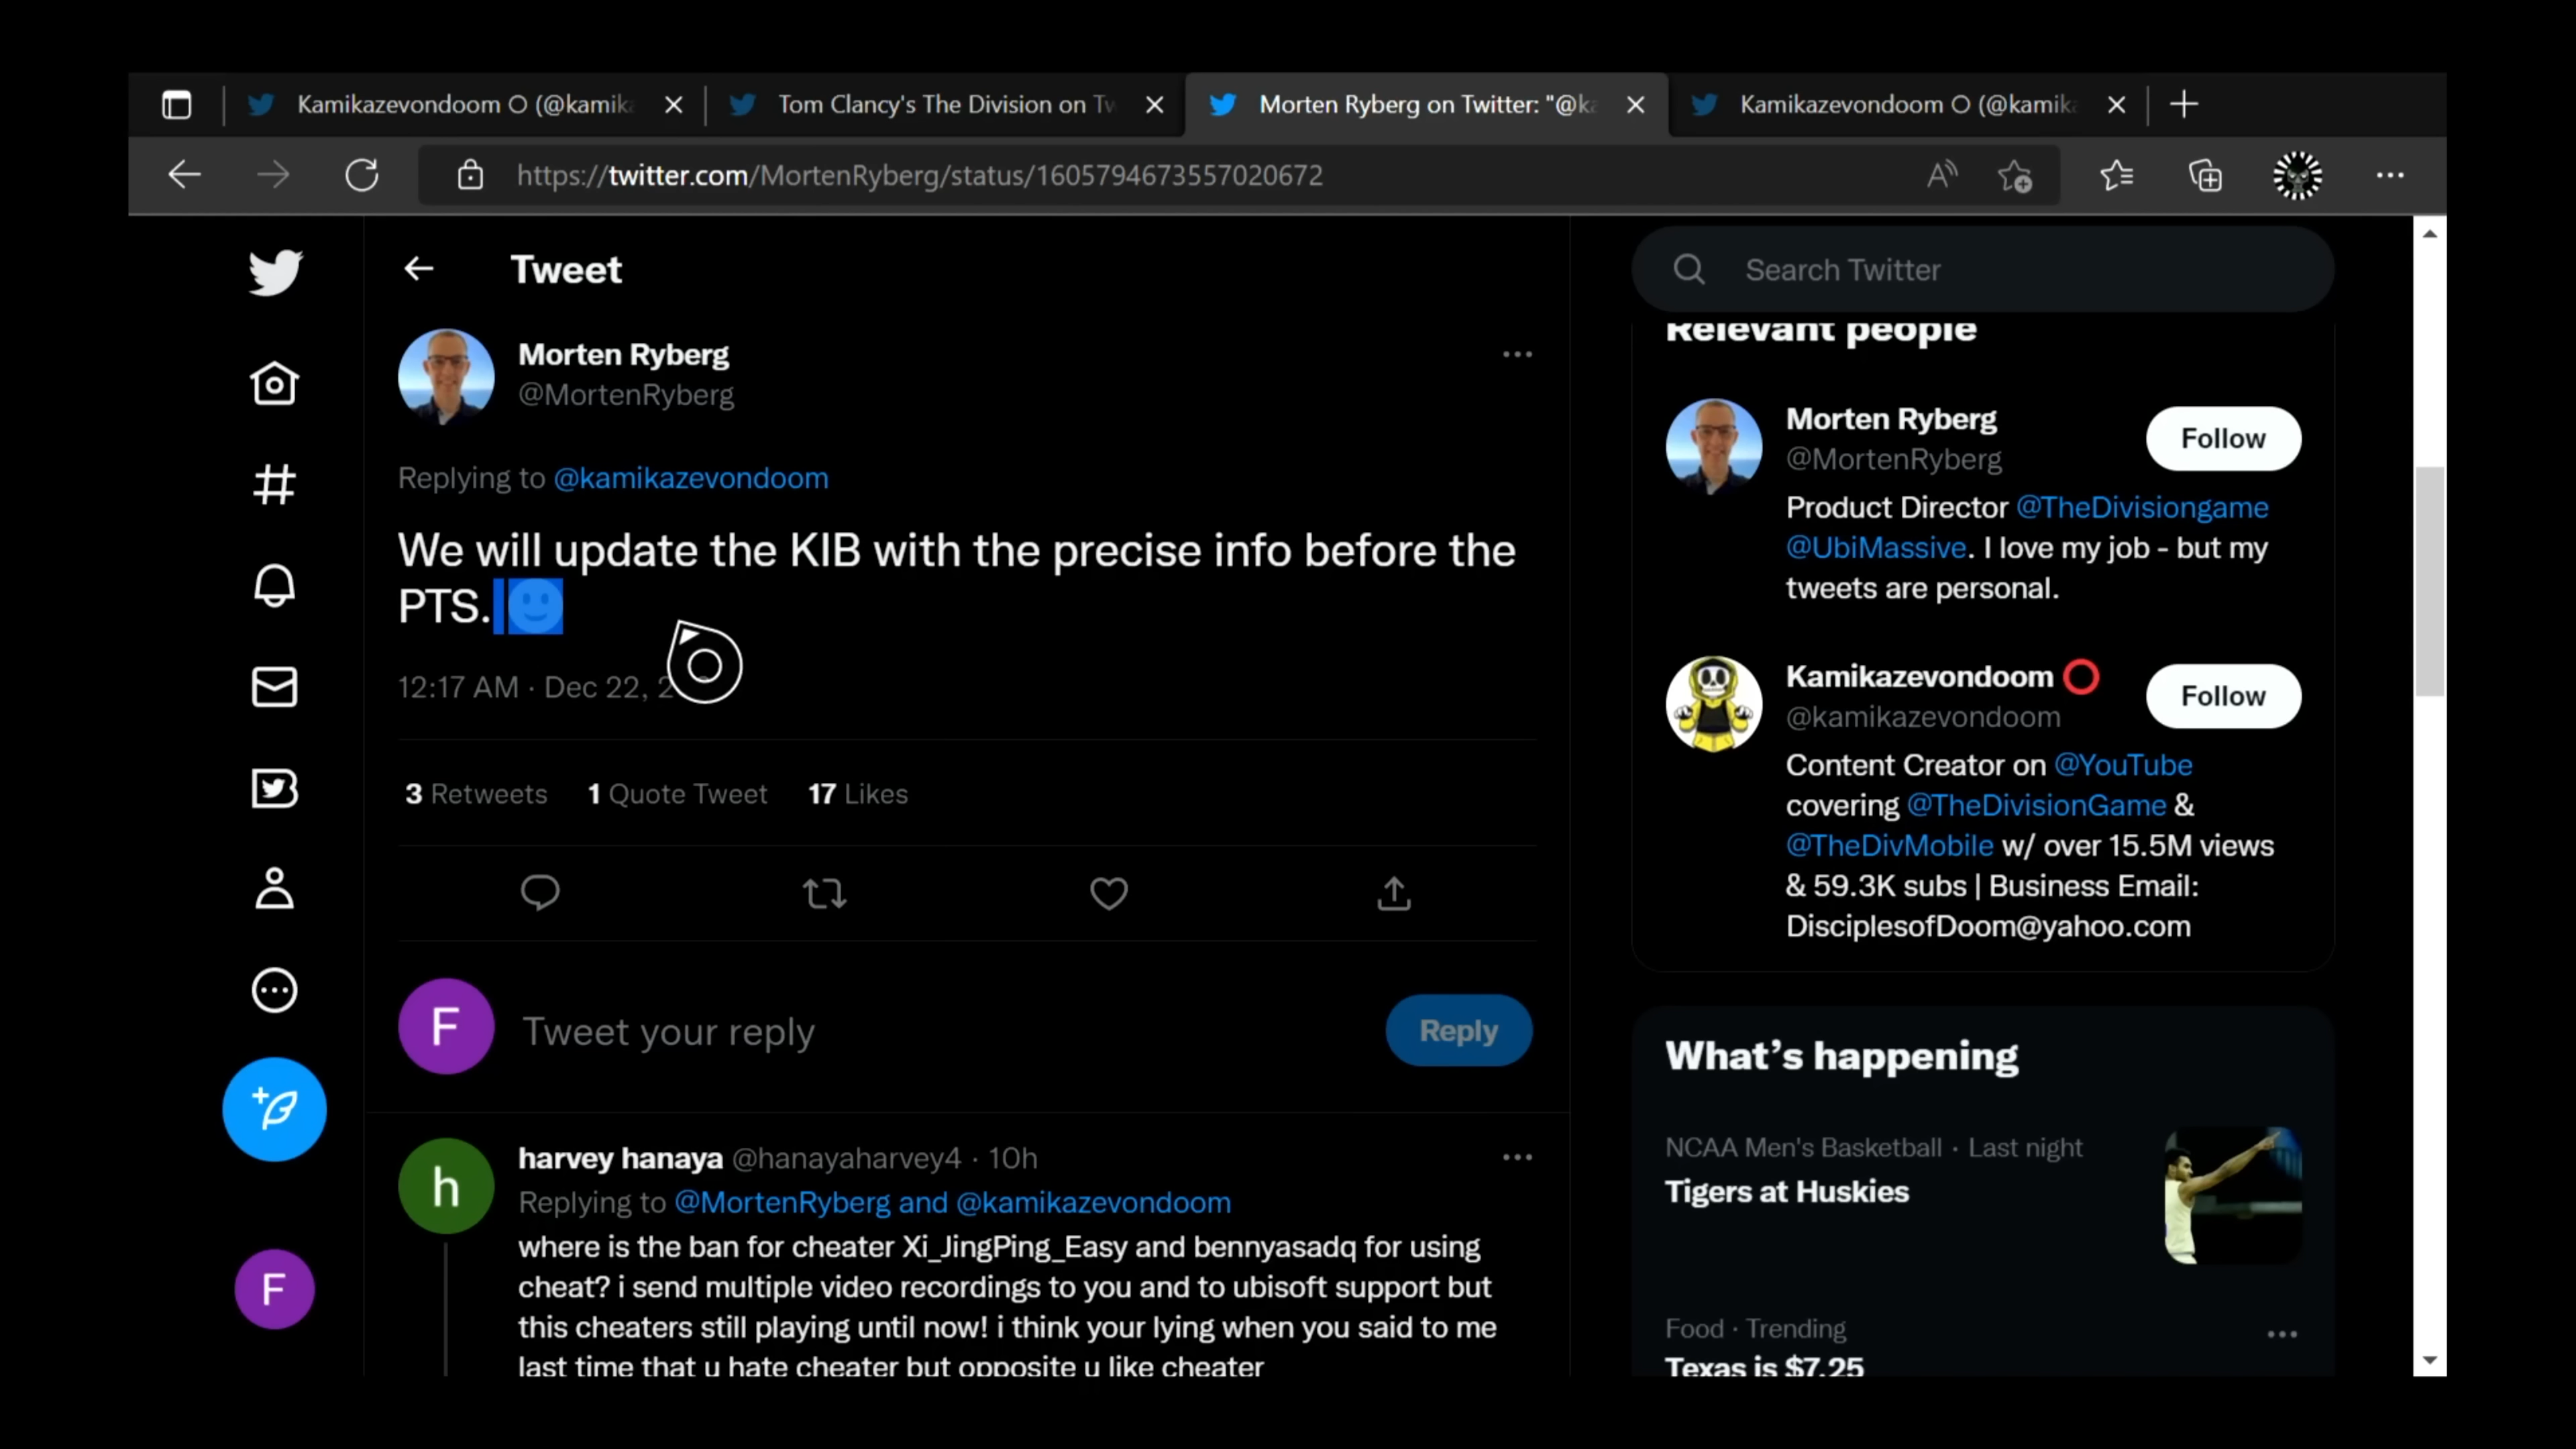 Kamikazevondoom O (@kamik
Tom Clancy's The Division on Tw
Morten Ryberg on Twitter: "@ka
Kamikazevondoom O (@kamik
https://twitter.com/MortenRyberg/status/1605794673557020672
Tweet
Morten Ryberg
@MortenRyberg
Replying to @kamikazevondoom
We will update the KIB with the precise info before the
PTS. 🙂
12:17 AM · Dec 22, 2
3 Retweets 1 Quote Tweet 17 Likes
F
Tweet your reply
Reply
h
harvey hanaya @hanayaharvey4 · 10h
Replying to @MortenRyberg and @kamikazevondoom
where is the ban for cheater Xi_JingPing_Easy and bennyasadq for using
cheat? i send multiple video recordings to you and to ubisoft support but
this cheaters still playing until now! i think your lying when you said to me
last time that u hate cheater but opposite u like cheater
F
Search Twitter
Relevant people
Morten Ryberg
@MortenRyberg
Follow
Product Director @TheDivisiongame
@UbiMassive. I love my job - but my
tweets are personal.
Kamikazevondoom ⭕
@kamikazevondoom
Follow
Content Creator on @YouTube
covering @TheDivisionGame &
@TheDivMobile w/ over 15.5M views
& 59.3K subs | Business Email:
DisciplesofDoom@yahoo.com
What's happening
NCAA Men's Basketball · Last night
Tigers at Huskies
Food · Trending
Texas is $7.25